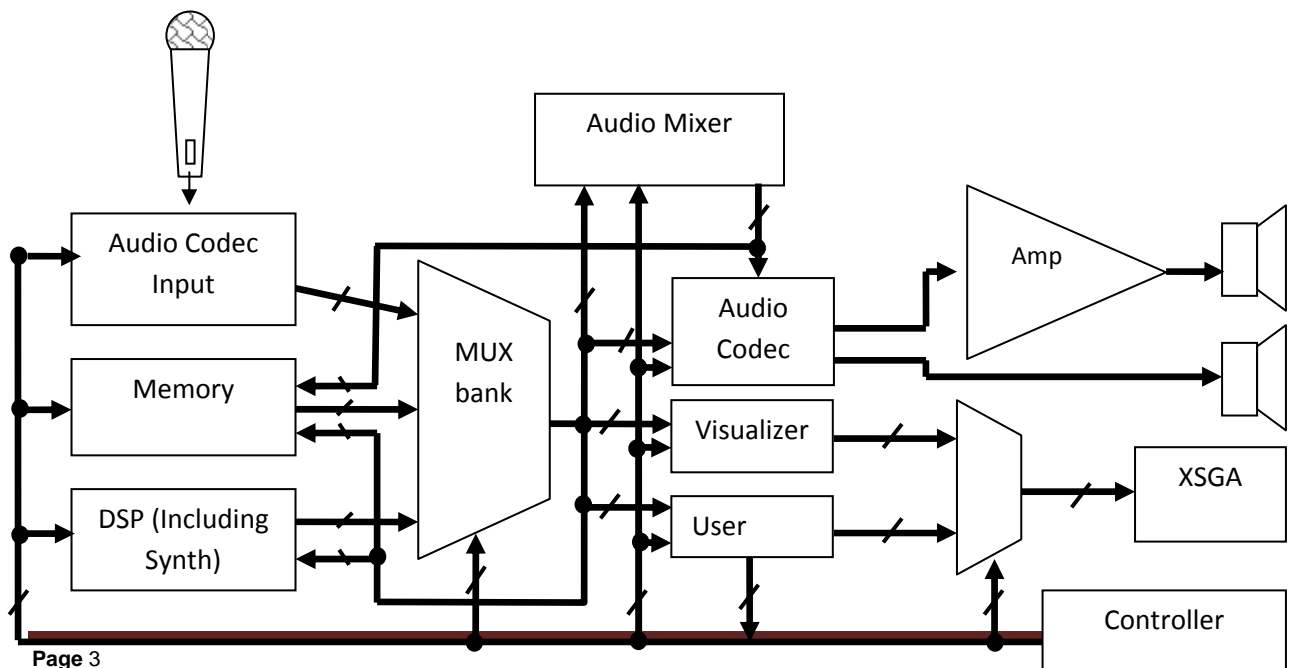 Audio Mixer
Audio Codec
Input
Amp
Audio
Codec
MUX
bank
Memory
Visualizer
XSGA
DSP (Including
Synth)
User
Controller
Page 3